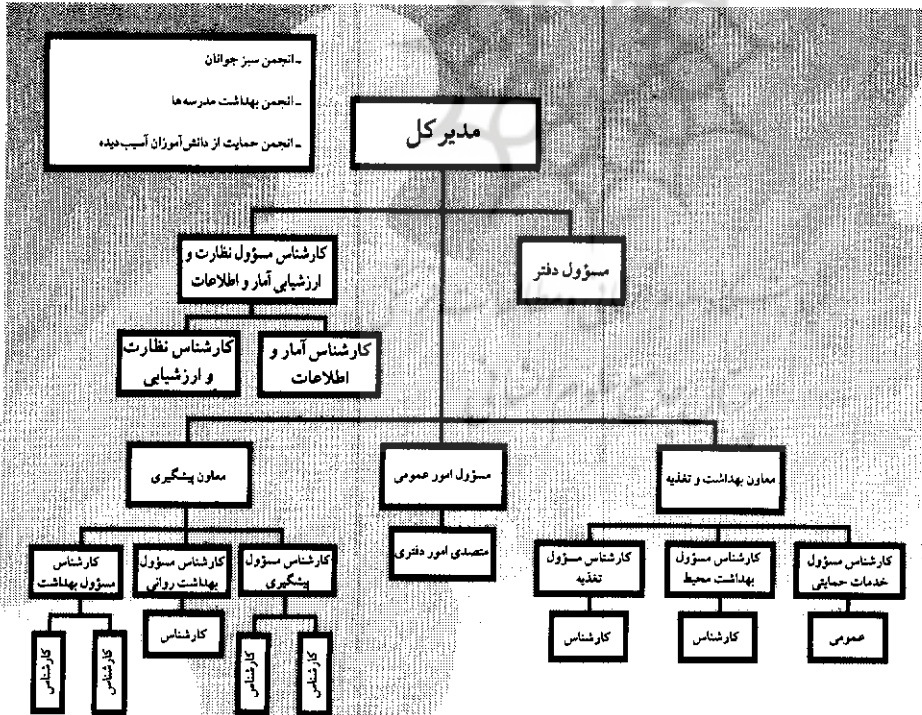 - انجمن سبز جوانان
- انجمن بهداشت مدرسه‌ها
- انجمن حمایت از دانش‌آموزان آسیب‌دیده
مدیر کل
مسؤول دفتر
کارشناس مسؤول نظارت و
ارزشیابی آمار و اطلاعات
کارشناس آمار و
اطلاعات
کارشناس نظارت
و ارزشیابی
معاون بهداشت و تغذیه
مسؤول امور عمومی
معاون پیشگیری
متصدی امور دفتری
کارشناس مسؤول
خدمات حمایتی
کارشناس مسؤول
بهداشت محیط
کارشناس مسؤول
تغذیه
کارشناس مسؤول
پیشگیری
کارشناس مسؤول
بهداشت روانی
کارشناس
مسؤول بهداشت
عمومی
کارشناس
کارشناس
کارشناس
کارشناس
کارشناس
کارشناس
کارشناس